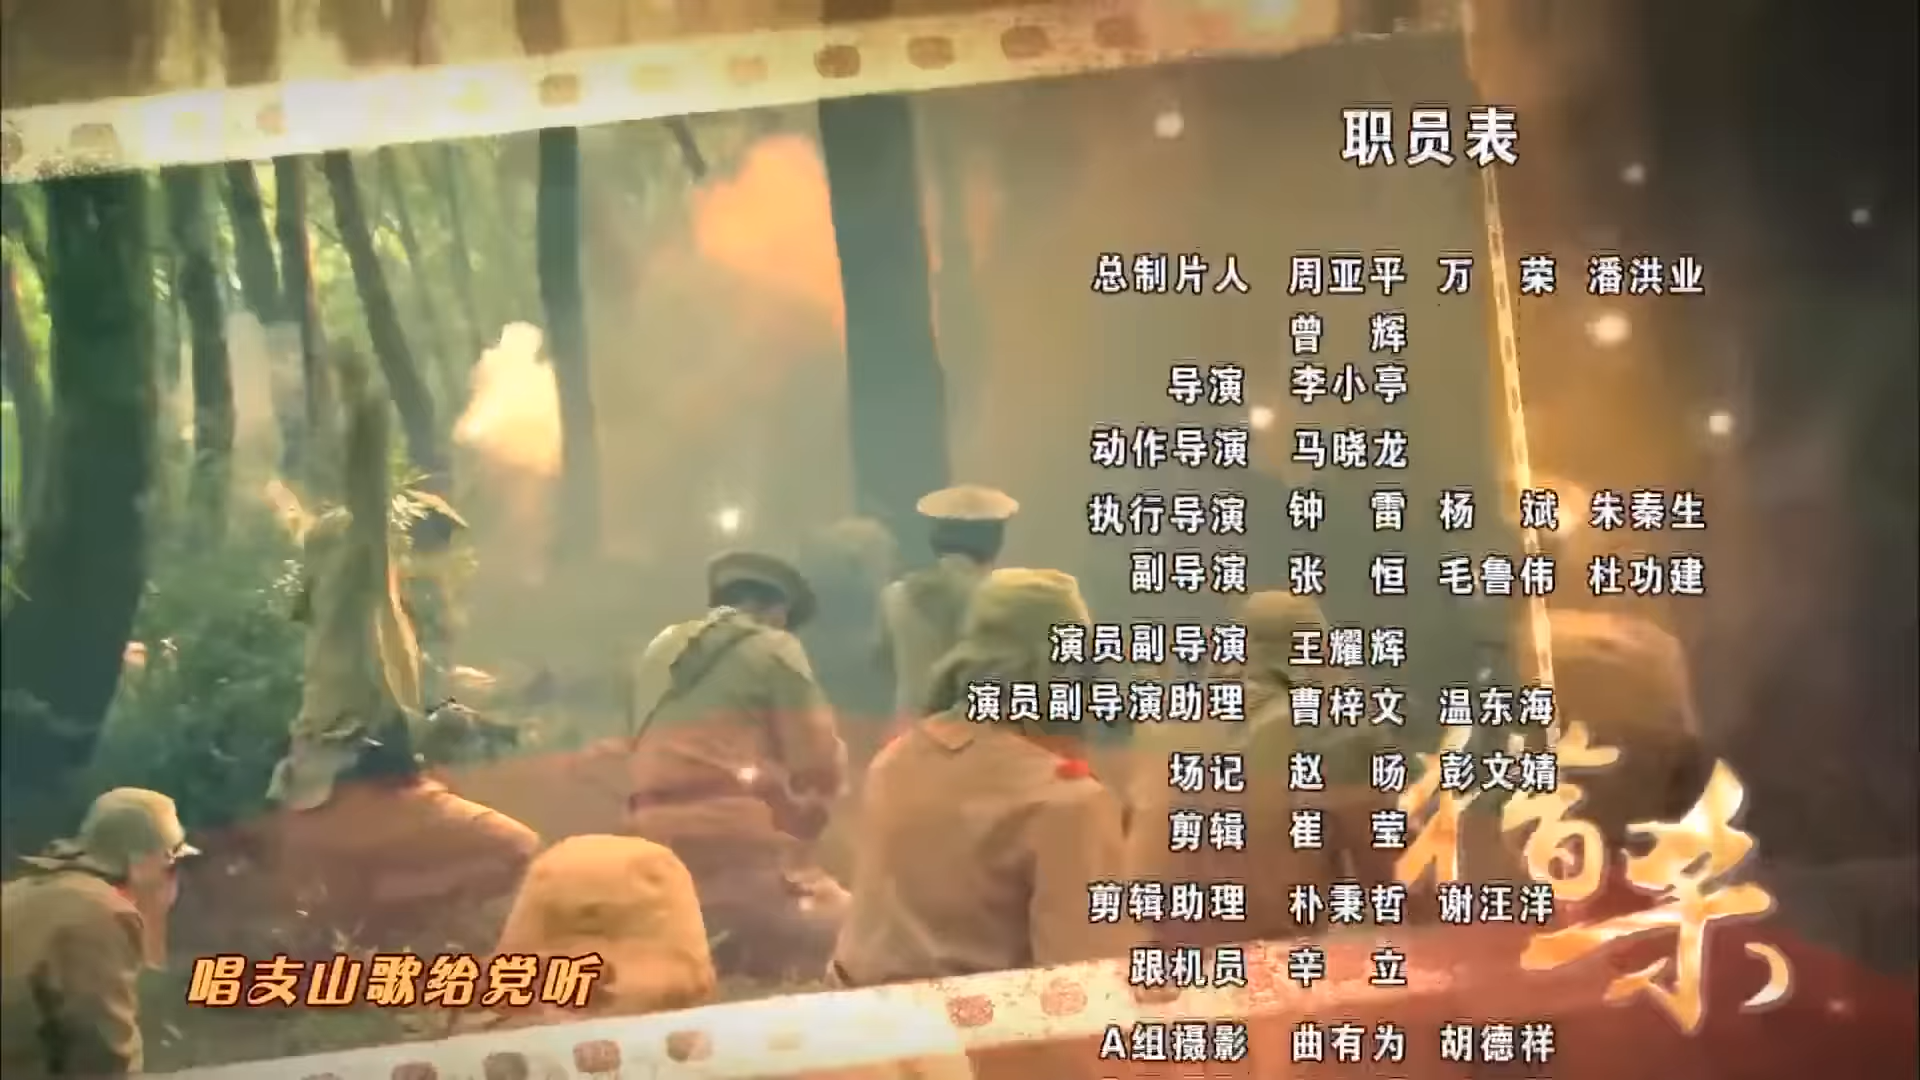 职员表
总制片人 周亚平 万 荣 潘洪业
曾 辉
导演 李小亭
动作导演 马晓龙
执行导演 钟 雷 杨 斌 朱秦生
副导演 张 恒 毛鲁伟 杜功建
演员副导演 王耀辉
演员副导演助理 曹梓文 温东海
场记 赵 旸 彭文婧
剪辑 崔 莹
剪辑助理 朴秉哲 谢汪洋
跟机员 辛 立
A组摄影 曲有为 胡德祥
唱支山歌给党听